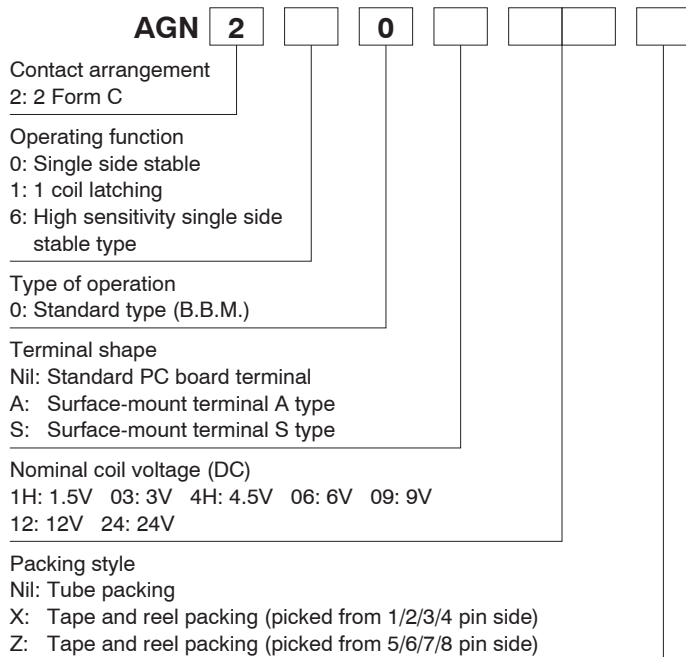 AGN 2 0
Contact arrangement
2: 2 Form C
Operating function
0: Single side stable
1: 1 coil latching
6: High sensitivity single side
stable type
Type of operation
0: Standard type (B.B.M.)
Terminal shape
Nil: Standard PC board terminal
A: Surface-mount terminal A type
S: Surface-mount terminal S type
Nominal coil voltage (DC)
1H: 1.5V 03: 3V 4H: 4.5V 06: 6V 09: 9V
12: 12V 24: 24V
Packing style
Nil: Tube packing
X: Tape and reel packing (picked from 1/2/3/4 pin side)
Z: Tape and reel packing (picked from 5/6/7/8 pin side)